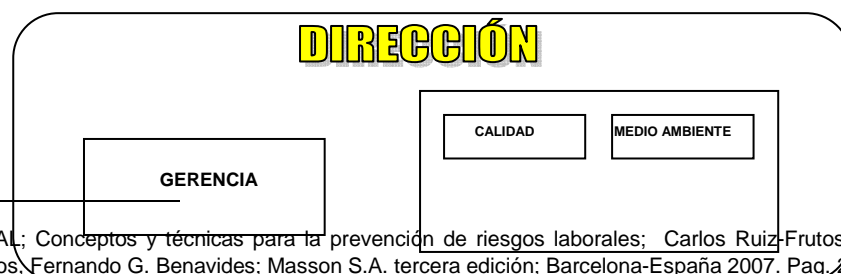 DIRECCIÓN
CALIDAD
MEDIO AMBIENTE
GERENCIA
Conceptos y técnicas para la prevención de riesgos laborales; Carlos Ruiz-Frutos
Fernando G. Benavides; Masson S.A. tercera edición; Barcelona-España 2007. Pag.